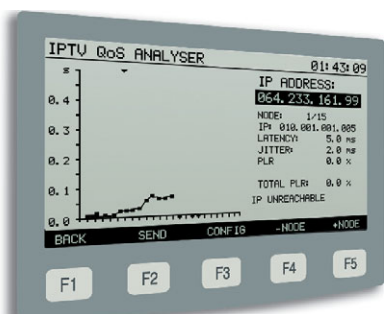 IPTV QoS ANALYSER
01:43:09
s
0.4
0.3
0.2
0.1
0.0
IP ADDRESS:
064.233.161.99
NODE: 1/15
IP: 010.001.001.005
LATENCY: 5.0 ms
JITTER: 2.0 ms
PLR 0.0 %
TOTAL PLR: 0.0 %
IP UNREACHABLE
BACK SEND CONFIG -NODE +NODE
F1 F2 F3 F4 F5